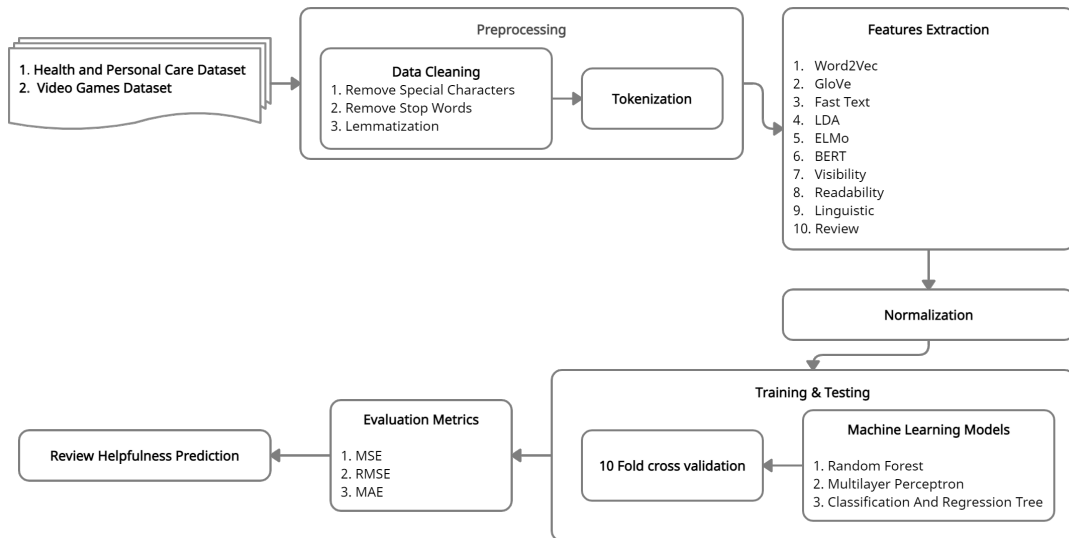 1. Health and Personal Care Dataset
2. Video Games Dataset
Preprocessing
Data Cleaning
1. Remove Special Characters
2. Remove Stop Words
3. Lemmatization
Tokenization
Features Extraction
1. Word2Vec
2. GloVe
3. Fast Text
4. LDA
5. ELMo
6. BERT
7. Visibility
8. Readability
9. Linguistic
10. Review
Normalization
Training & Testing
Machine Learning Models
1. Random Forest
2. Multilayer Perceptron
3. Classification And Regression Tree
10 Fold cross validation
Evaluation Metrics
1. MSE
2. RMSE
3. MAE
Review Helpfulness Prediction